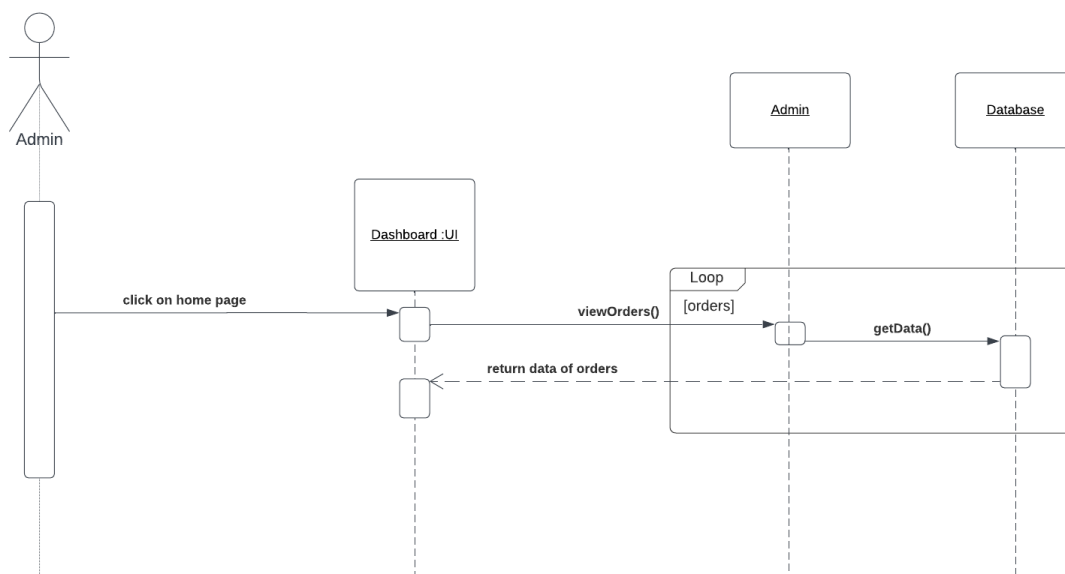 Admin
Admin
Database
Dashboard :UI
Loop
[orders]
click on home page
viewOrders()
getData()
return data of orders